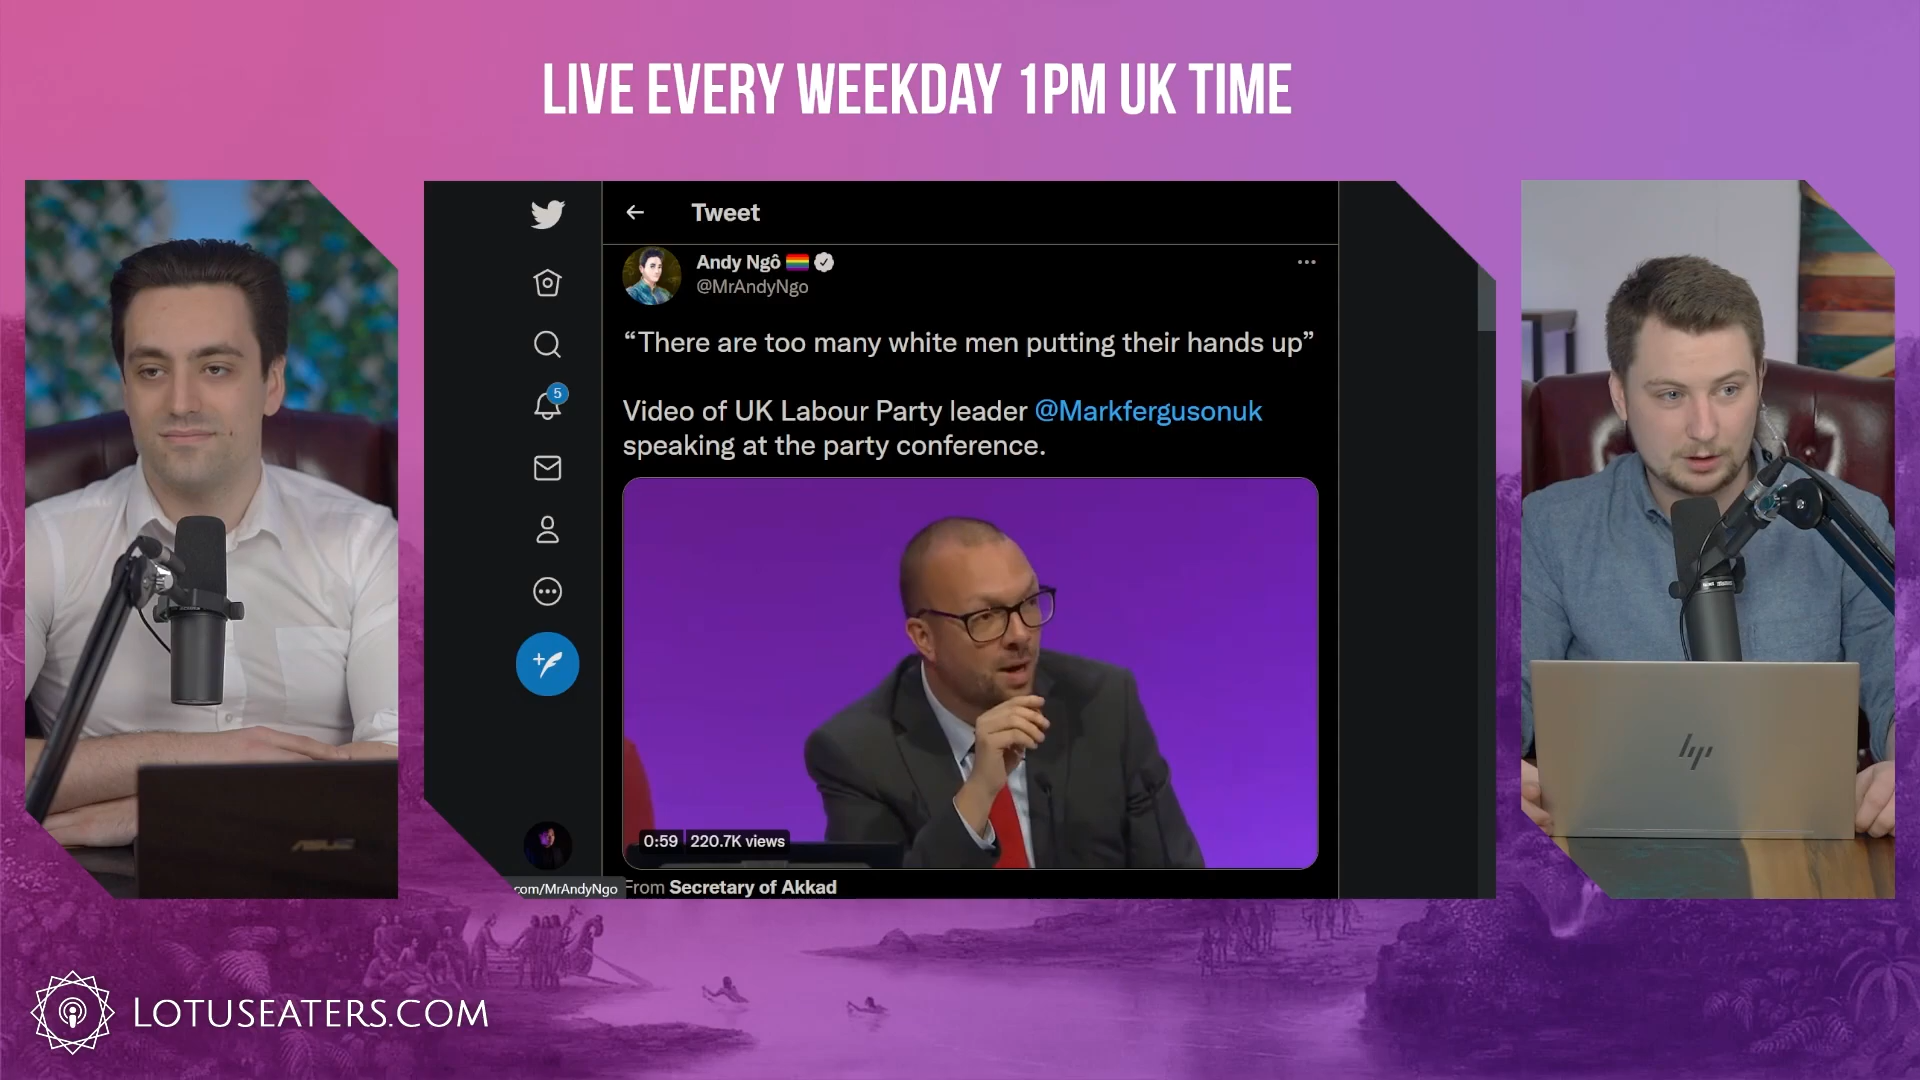 LIVE EVERY WEEKDAY 1PM UK TIME
Tweet
Andy Ngô
@MrAndyNgo
“There are too many white men putting their hands up”
Video of UK Labour Party leader @Markfergusonuk
speaking at the party conference.
5
0:59 220.7K views
com/MrAndyNgo
From Secretary of Akkad
ASUS
hp
LOTUSEATERS.COM